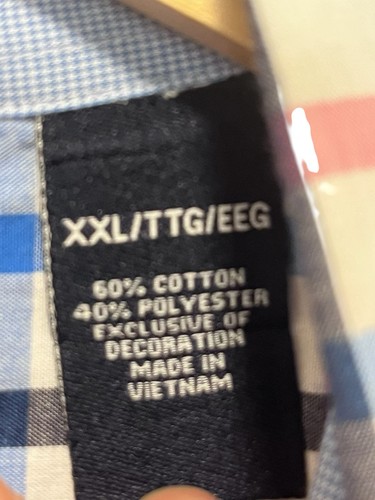 XXL/TTG/EEG
60% COTTON
40% POLYESTER
EXCLUSIVE OF
DECORATION
MADE IN
VIETNAM